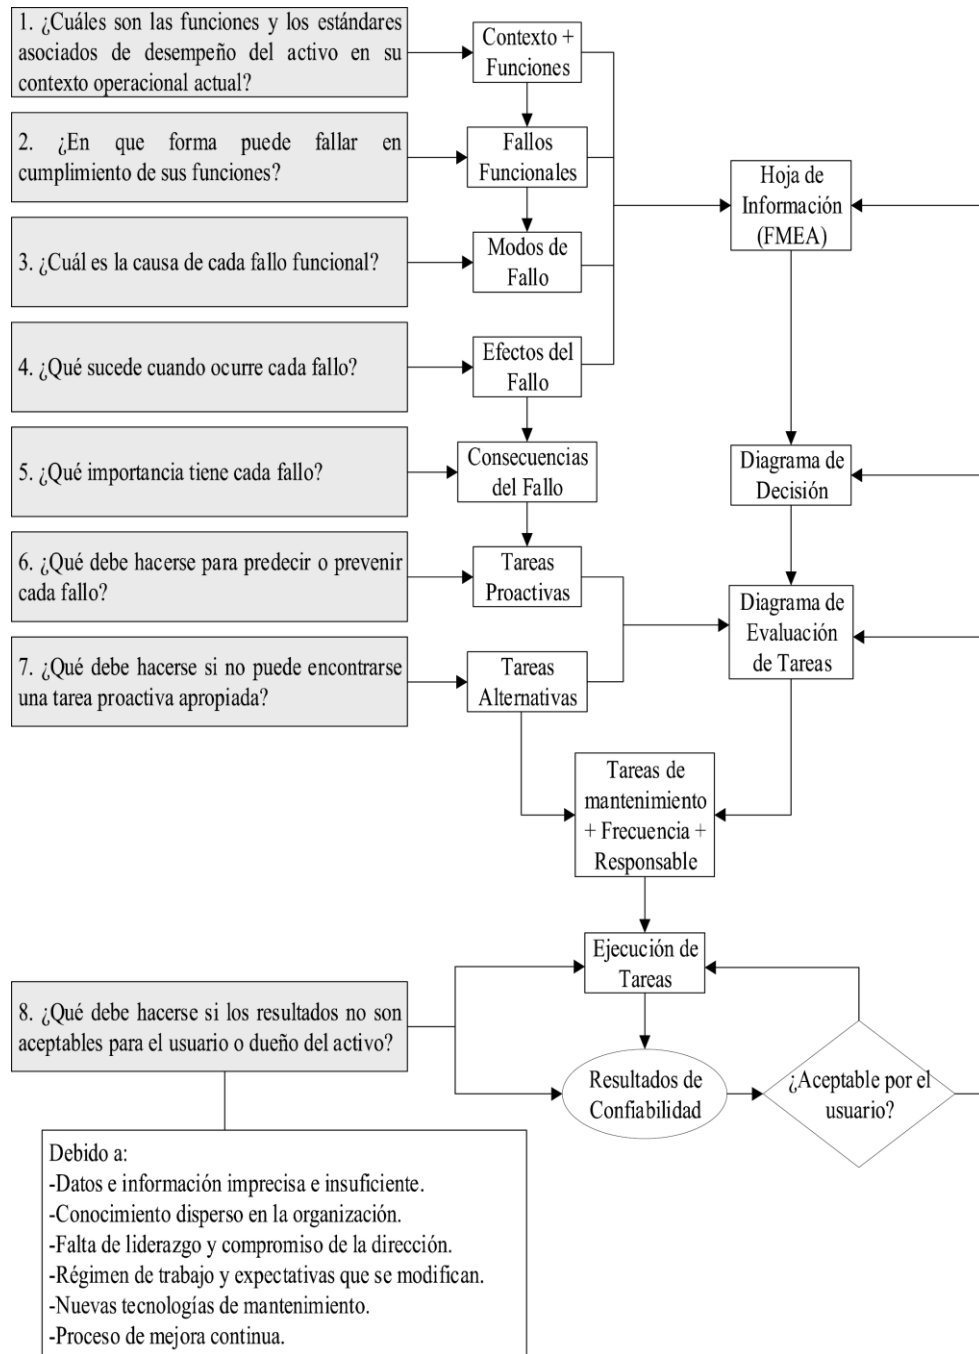 1. ¿Cuáles son las funciones y los estándares
asociados de desempeño del activo en su
contexto operacional actual?
Contexto +
Funciones
2. ¿En que forma puede fallar en
cumplimiento de sus funciones?
Fallos
Funcionales
Hoja de
Información
(FMEA)
3. ¿Cuál es la causa de cada fallo funcional?
Modos de
Fallo
4. ¿Qué sucede cuando ocurre cada fallo?
Efectos del
Fallo
5. ¿Qué importancia tiene cada fallo?
Consecuencias
del Fallo
Diagrama de
Decisión
6. ¿Qué debe hacerse para predecir o prevenir
cada fallo?
Tareas
Proactivas
Diagrama de
Evaluación
de Tareas
7. ¿Qué debe hacerse si no puede encontrarse
una tarea proactiva apropiada?
Tareas
Alternativas
Tareas de
mantenimiento
+ Frecuencia +
Responsable
Ejecución de
Tareas
8. ¿Qué debe hacerse si los resultados no son
aceptables para el usuario o dueño del activo?
Resultados de
Confiabilidad
¿Aceptable por el
usuario?
Debido a:
-Datos e información imprecisa e insuficiente.
-Conocimiento disperso en la organización.
-Falta de liderazgo y compromiso de la dirección.
-Régimen de trabajo y expectativas que se modifican.
-Nuevas tecnologías de mantenimiento.
-Proceso de mejora continua.